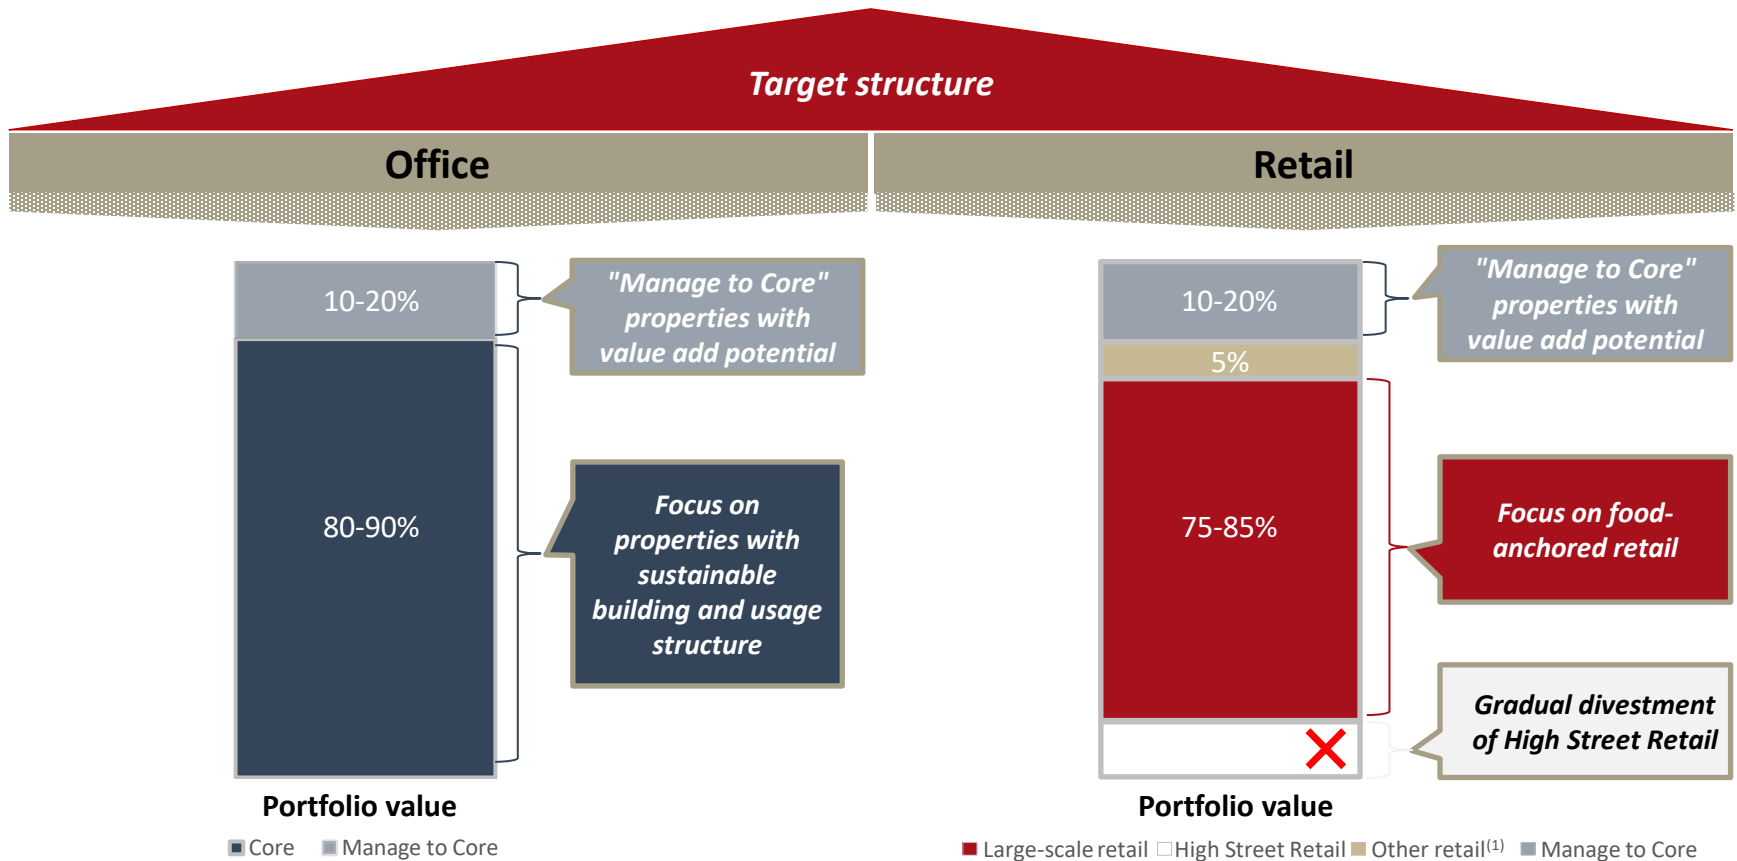 Target structure
Office
Retail
10-20%
"Manage to Core"
properties with
value add potential
80-90%
Focus on
properties with
sustainable
building and usage
structure
Portfolio value
Core
Manage to Core
10-20%
"Manage to Core"
properties with
value add potential
5%
75-85%
Focus on food-
anchored retail
Gradual divestment
of High Street Retail
Portfolio value
Large-scale retail
High Street Retail
Other retail(1)
Manage to Core